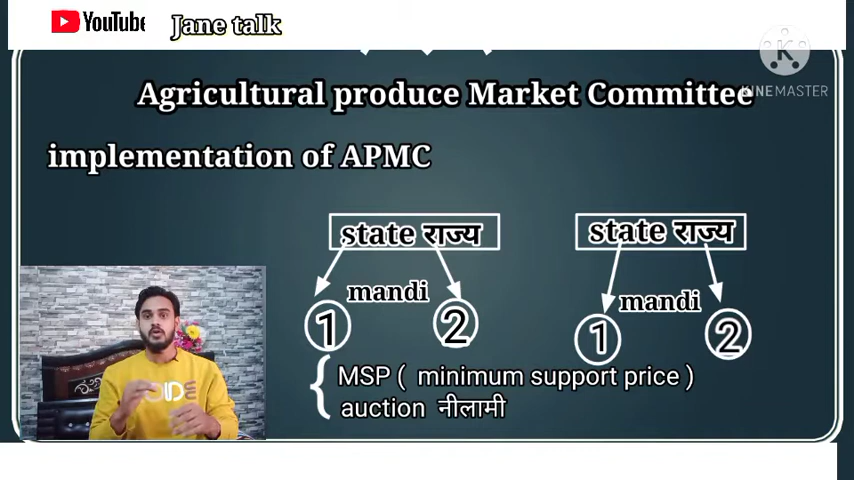 YouTube Jane talk
KINEMASTER
Agricultural produce Market Committee
implementation of APMC
state राज्य state राज्य
mandi mandi
1 2 1 2
MSP ( minimum support price )
auction नीलामी